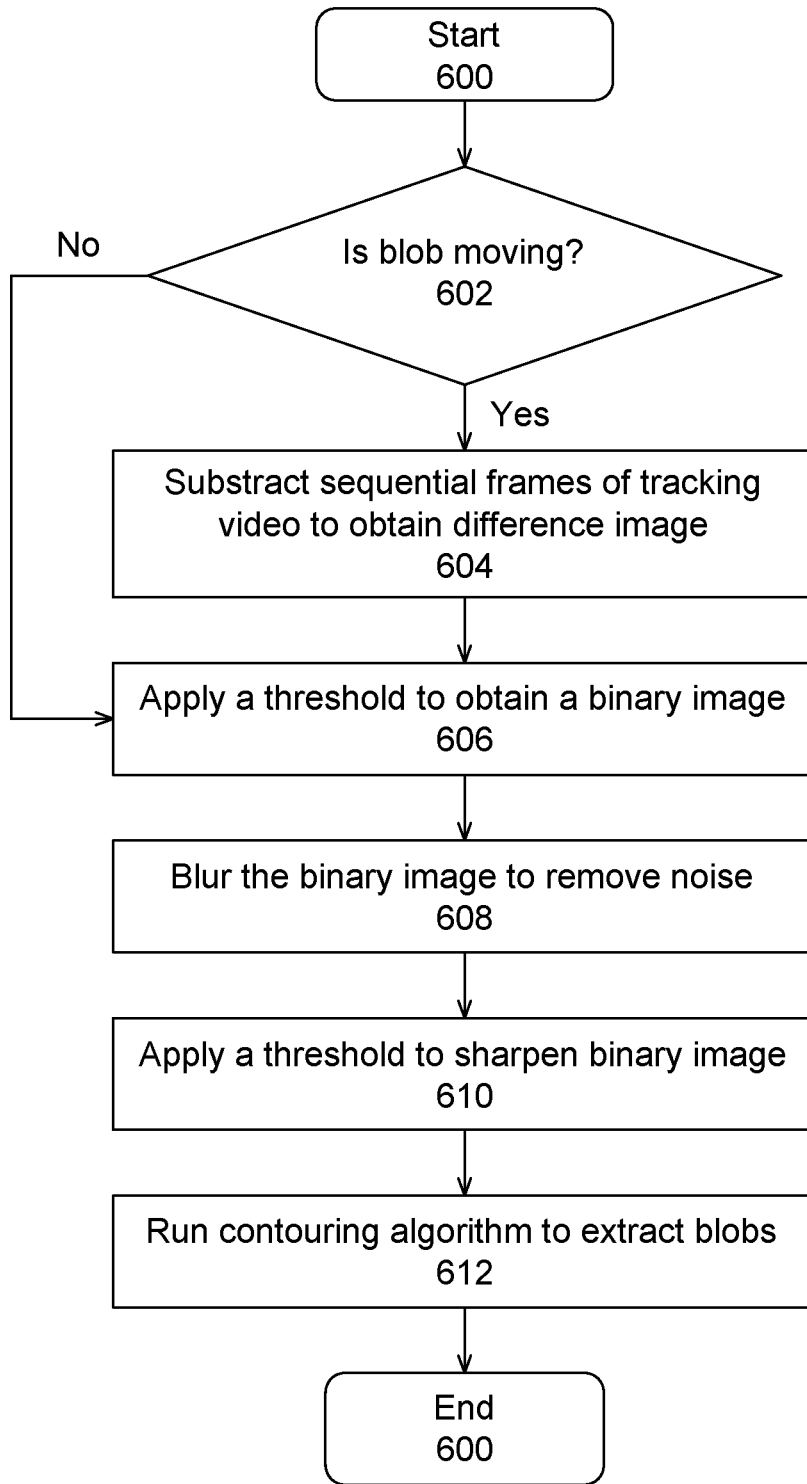 Start
600
Is blob moving?
602
No
Yes
Substract sequential frames of tracking
video to obtain difference image
604
Apply a threshold to obtain a binary image
606
Blur the binary image to remove noise
608
Apply a threshold to sharpen binary image
610
Run contouring algorithm to extract blobs
612
End
600